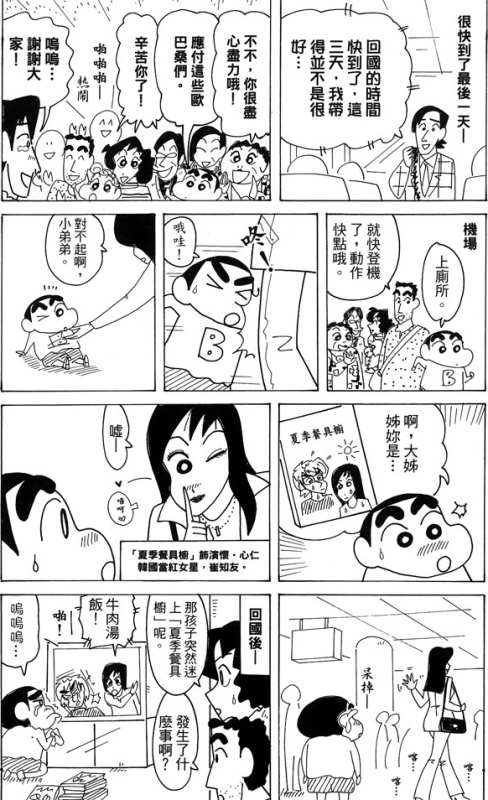 很快到了最後一天—
回國的時間
快到了，這
三天，我帶
得並不是很
好⋯
不不，你很盡
心盡力哦！
應付這些歐
巴桑們。
辛苦你了！
啪啪啪—
熱鬧
嗚嗚⋯
謝謝大
家！
機場
上廁所。
就快登機
了，動作
快點哦。
B
咚！
哦哇！
B
對不起啊，
小弟弟。
啊，大姊
姊妳是⋯
夏季餐具櫥
噓—
「夏季餐具櫥」飾演懷·心仁
韓國當紅女星，崔知友。
呆掉—
喀
喀
回國後—
那孩子突然迷
上「夏季餐具
櫥」呢。
發生了什
麼事啊？
牛肉湯
飯！
啪！
嗚嗚嗚⋯